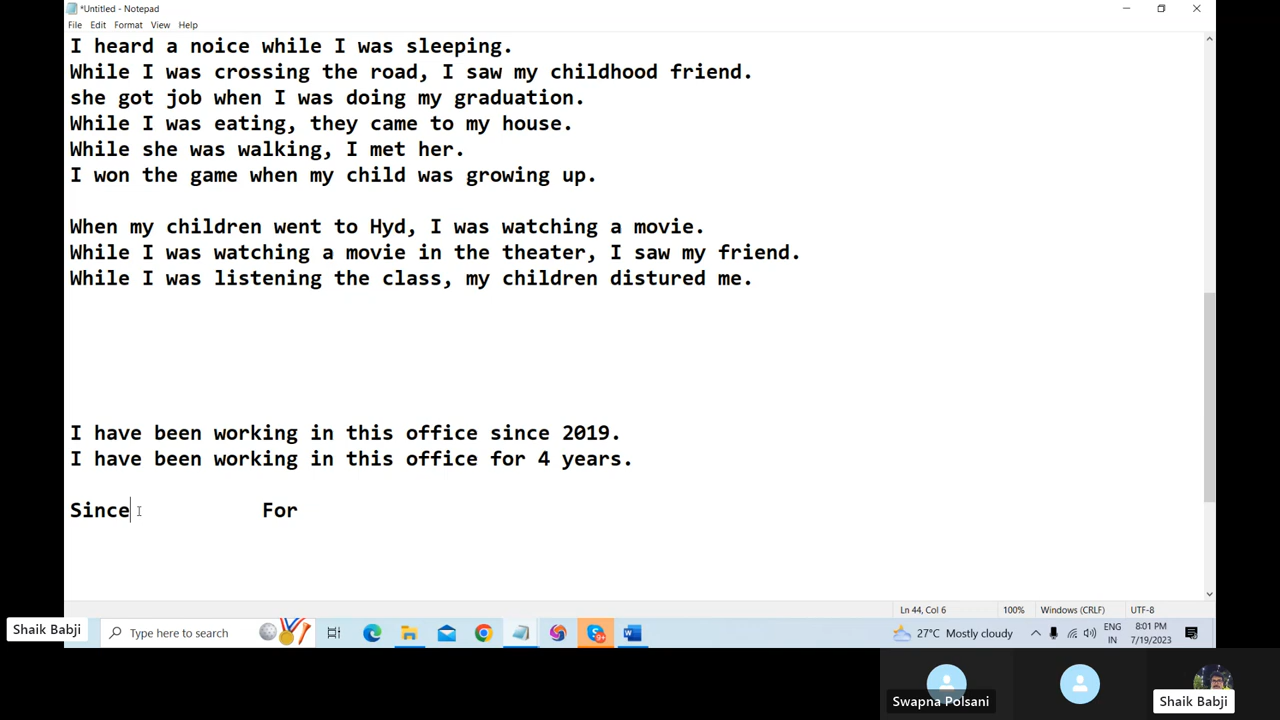 *Untitled - Notepad
File Edit Format View Help
I heard a noice while I was sleeping.
While I was crossing the road, I saw my childhood friend.
she got job when I was doing my graduation.
While I was eating, they came to my house.
While she was walking, I met her.
I won the game when my child was growing up.
When my children went to Hyd, I was watching a movie.
While I was watching a movie in the theater, I saw my friend.
While I was listening the class, my children distured me.
I have been working in this office since 2019.
I have been working in this office for 4 years.
Since For
Ln 44, Col 6 100% Windows (CRLF) UTF-8
Shaik Babji
Type here to search
27°C Mostly cloudy
ENG
IN
8:01 PM
7/19/2023
Swapna Polsani
Shaik Babji